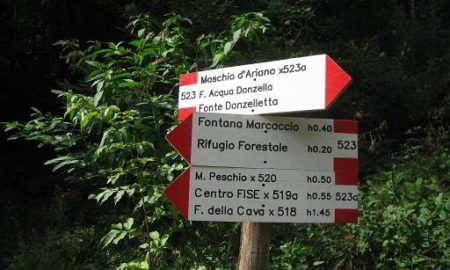 Maschio d'Ariano x523a
523 F. Acqua Donzella
Fonte Donzelletta
Fontana Marcaccio h0.40
Rifugio Forestale h0.20 523
M. Peschio x 520 h0.50
Centro FISE x 519a h0.55
F. della Cavà x 518 h1.45 523a